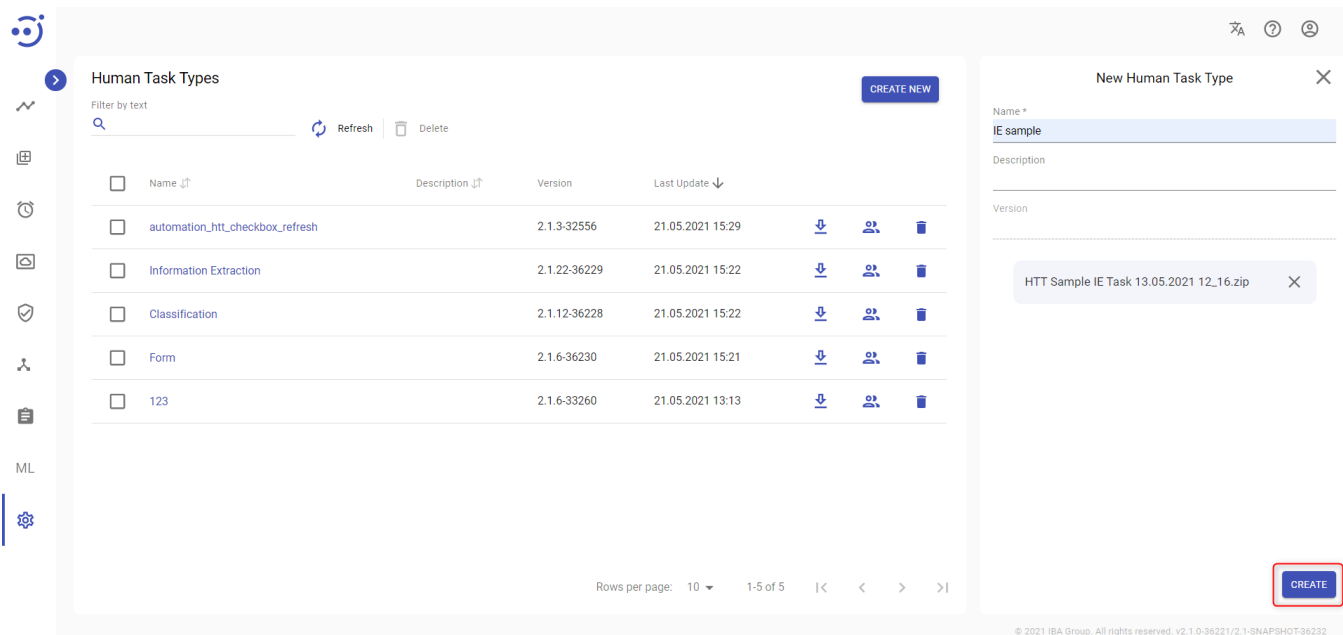 Human Task Types
CREATE NEW
Filter by text
Refresh
Delete
Name Description Version Last Update
automation_htt_checkbox_refresh 2.1.3-32556 21.05.2021 15:29
Information Extraction 2.1.22-36229 21.05.2021 15:22
Classification 2.1.12-36228 21.05.2021 15:22
Form 2.1.6-36230 21.05.2021 15:21
123 2.1.6-33260 21.05.2021 13:13
ML
Rows per page: 10 1-5 of 5
New Human Task Type
Name *
IE sample
Description
Version
HTT Sample IE Task 13.05.2021 12_16.zip
CREATE
© 2021 IBA Group. All rights reserved. v2.1.0-36221/2.1-SNAPSHOT-36232